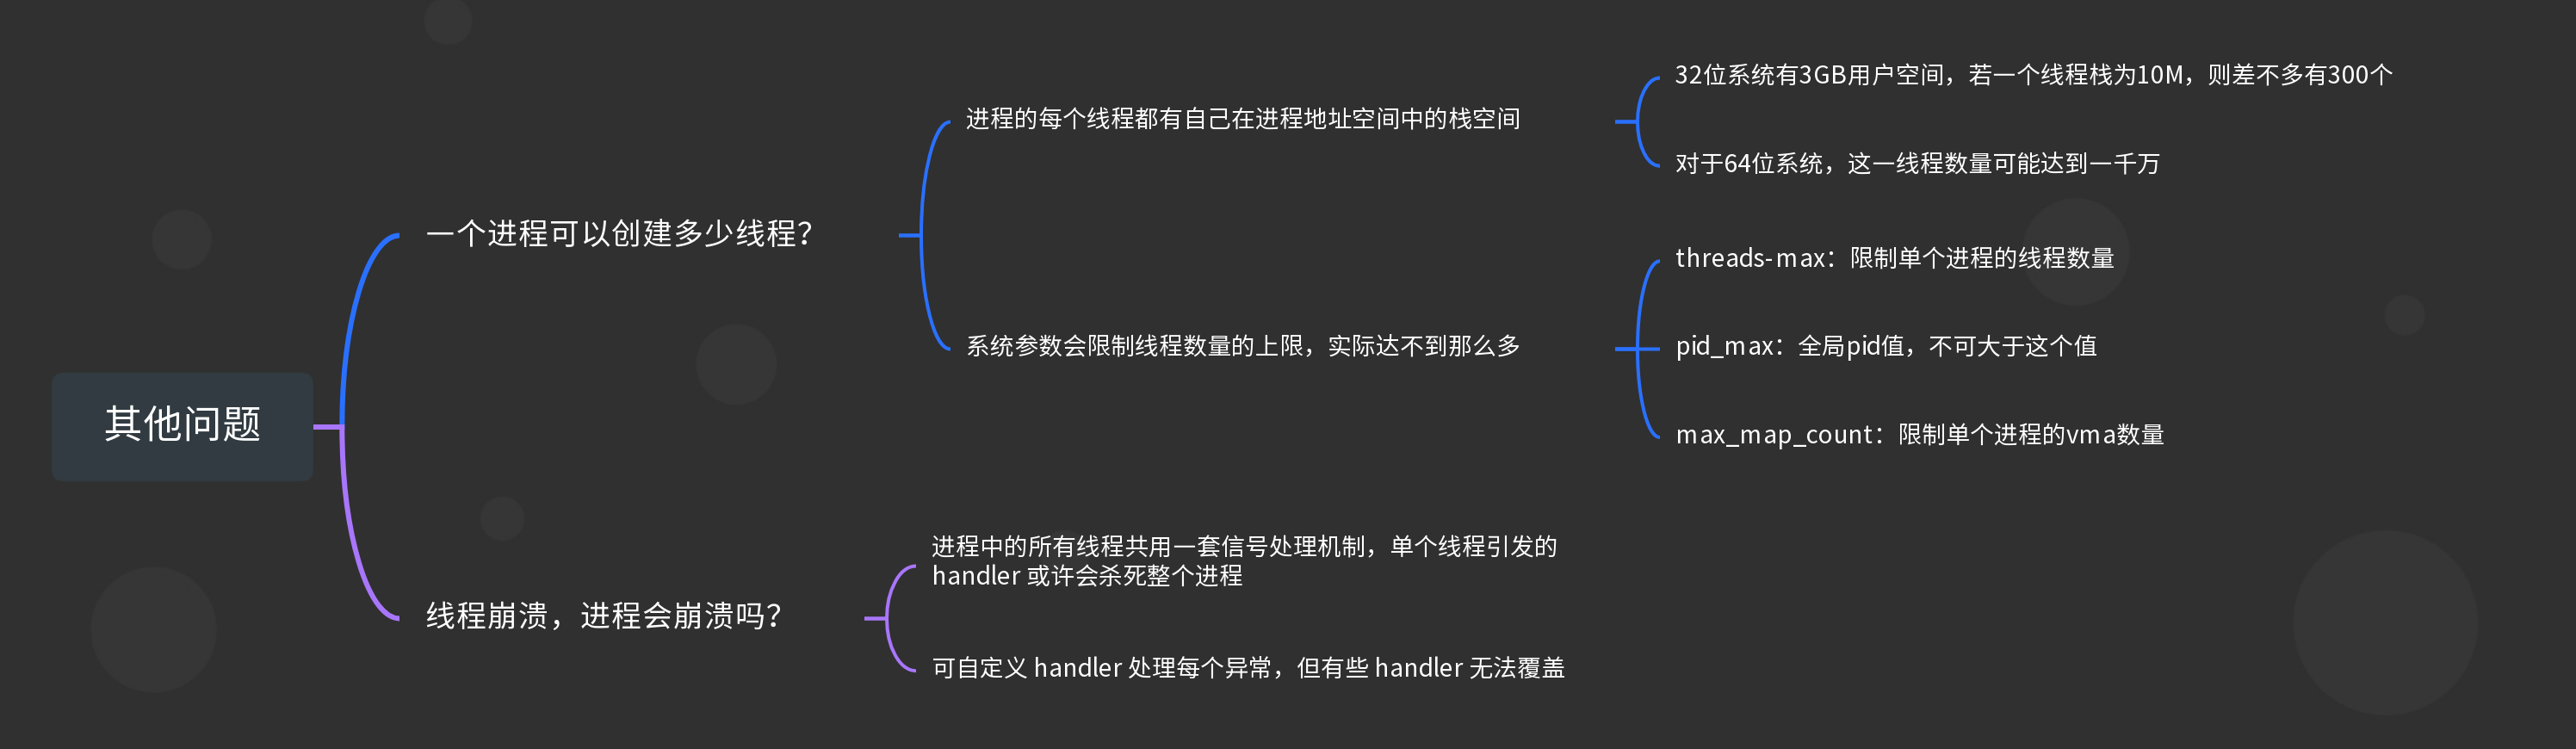 其他问题
一个进程可以创建多少线程？
进程的每个线程都有自己在进程地址空间中的栈空间
32位系统有3GB用户空间，若一个线程栈为10M，则差不多有300个
对于64位系统，这一线程数量可能达到一千万
系统参数会限制线程数量的上限，实际达不到那么多
threads-max：限制单个进程的线程数量
pid_max：全局pid值，不可大于这个值
max_map_count：限制单个进程的vma数量
线程崩溃，进程会崩溃吗？
进程中的所有线程共用一套信号处理机制，单个线程引发的
handler 或许会杀死整个进程
可自定义 handler 处理每个异常，但有些 handler 无法覆盖